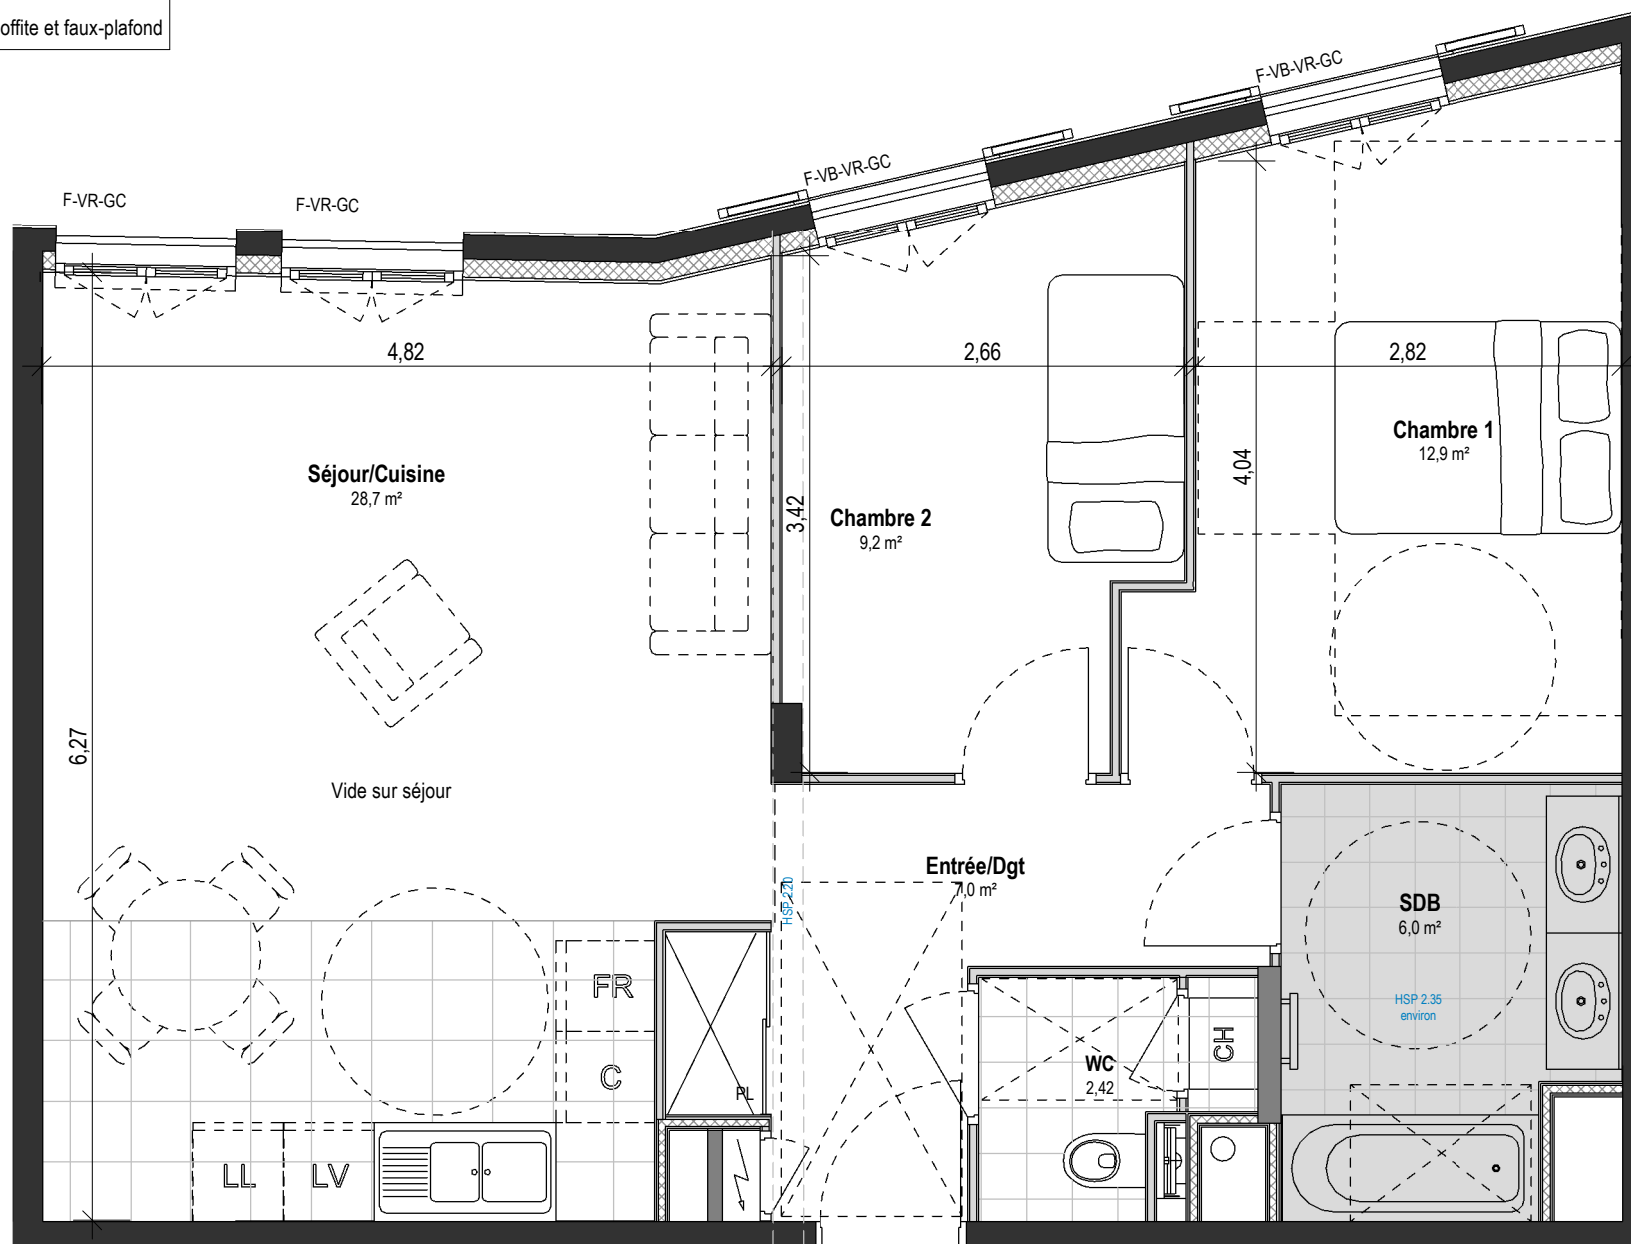 offite et faux-plafond
F-VB-VR-GC
F-VB-VR-GC
F-VR-GC
F-VR-GC
4,82
2,66
2,82
Chambre 1
12,9 m²
4,04
Séjour/Cuisine
28,7 m²
3,42
Chambre 2
9,2 m²
6,27
Vide sur séjour
Entrée/Dgt
7,0 m²
HSP 2.20
SDB
6,0 m²
FR
HSP 2.35
environ
CH
WC
2,42
C
PL
LL
LV